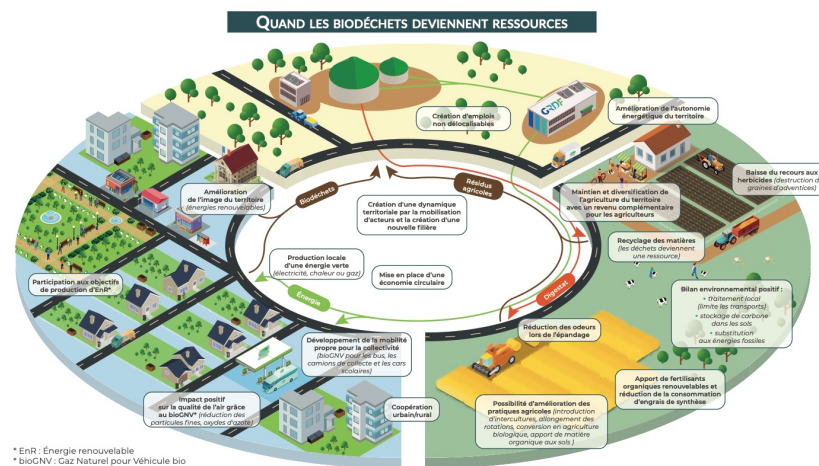 QUAND LES BIODÉCHETS DEVIENNENT RESSOURCES
Création d'emplois
non délocalisables
GRDF
Amélioration de l'autonomie
énergétique du territoire
Amélioration
de l'image du territoire
(énergies renouvelables)
Biodéchets
Résidus
agricoles
Création d'une dynamique
territoriale par la mobilisation
d'acteurs et la création d'une
nouvelle filière
Maintien et diversification de
l'agriculture du territoire
avec un revenu complémentaire
pour les agriculteurs
Baisse du recours aux
herbicides (destruction d
graines d'adventices)
Recyclage des matières
(les déchets deviennent
une ressource)
Production locale
d'une énergie verte
(électricité, chaleur ou gaz)
Mise en place d'une
économie circulaire
Participation aux objectifs
de production d'EnR*
Énergie
Digestat
Bilan environnemental positif :
• traitement local
(limite les transports)
• stockage de carbone
dans les sols
• substitution
aux énergies fossiles
Développement de la mobilité
propre pour la collectivité
(bioGNV pour les bus, les
camions de collecte et les cars
scolaires)
Réduction des odeurs
lors de l'épandage
Impact positif
sur la qualité de l'air grâce
au bioGNV* (réduction des
particules fines, oxydes d'azote)
Coopération
urbain/rural
Possibilité d'amélioration des
pratiques agricoles (introduction
d'intercultures, allongement des
rotations, conversion en agriculture
biologique, apport de matière
organique aux sols )
Apport de fertilisants
organiques renouvelables et
réduction de la consommation
d'engrais de synthèse
* EnR : Énergie renouvelable
* bioGNV : Gaz Naturel pour Véhicule bio